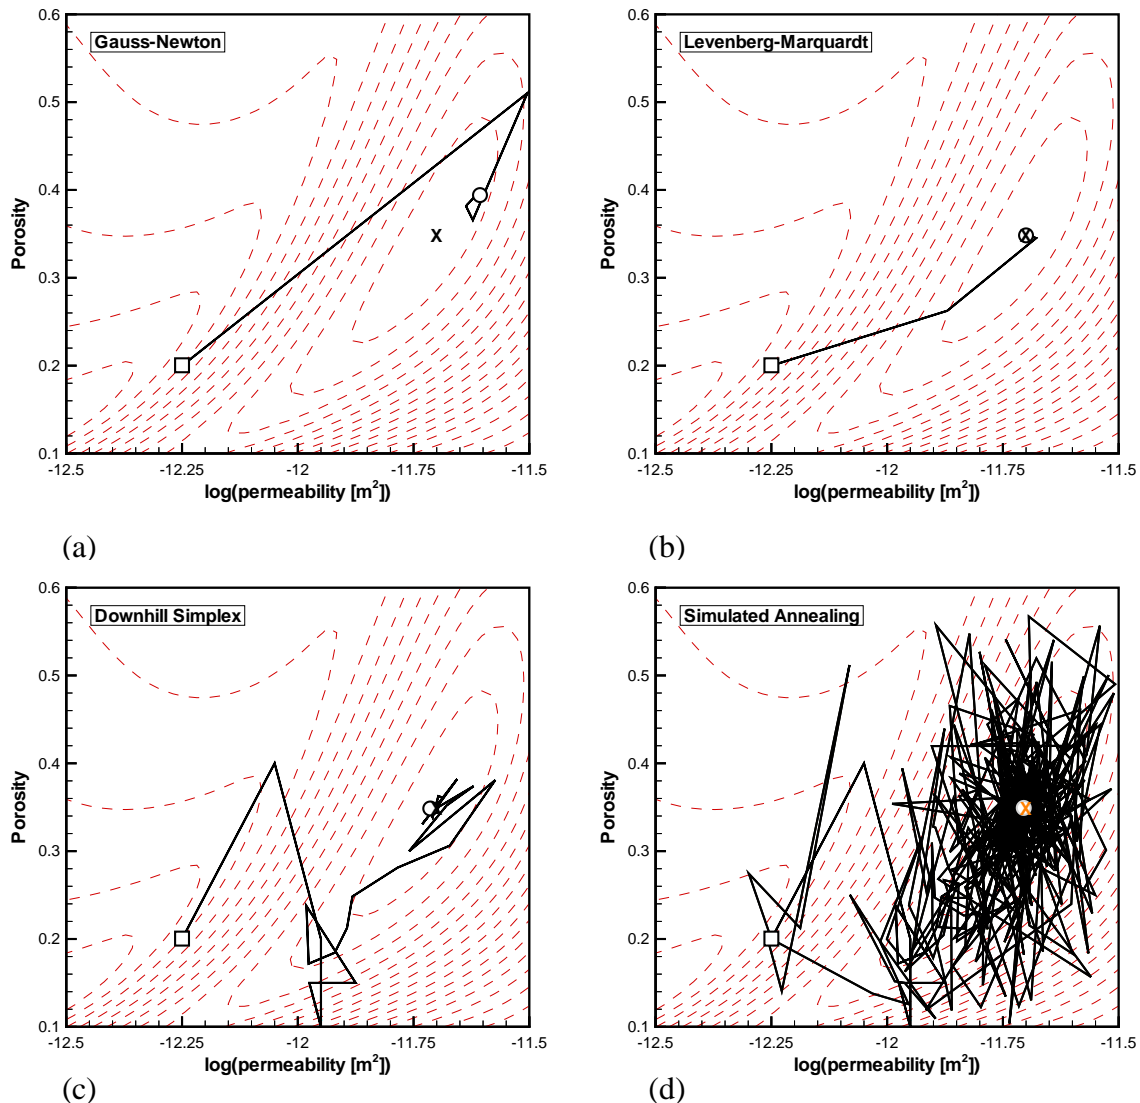 Gauss-Newton
Porosity
0.6
0.5
0.4
0.3
0.2
0.1
-12.5
-12.25
-12
-11.75
-11.5
log(permeability [m²])
X
(a)
Levenberg-Marquardt
Porosity
0.6
0.5
0.4
0.3
0.2
0.1
-12.5
-12.25
-12
-11.75
-11.5
log(permeability [m²])
X
(b)
Downhill Simplex
Porosity
0.6
0.5
0.4
0.3
0.2
0.1
-12.5
-12.25
-12
-11.75
-11.5
log(permeability [m²])
X
(c)
Simulated Annealing
Porosity
0.6
0.5
0.4
0.3
0.2
0.1
-12.5
-12.25
-12
-11.75
-11.5
log(permeability [m²])
X
(d)